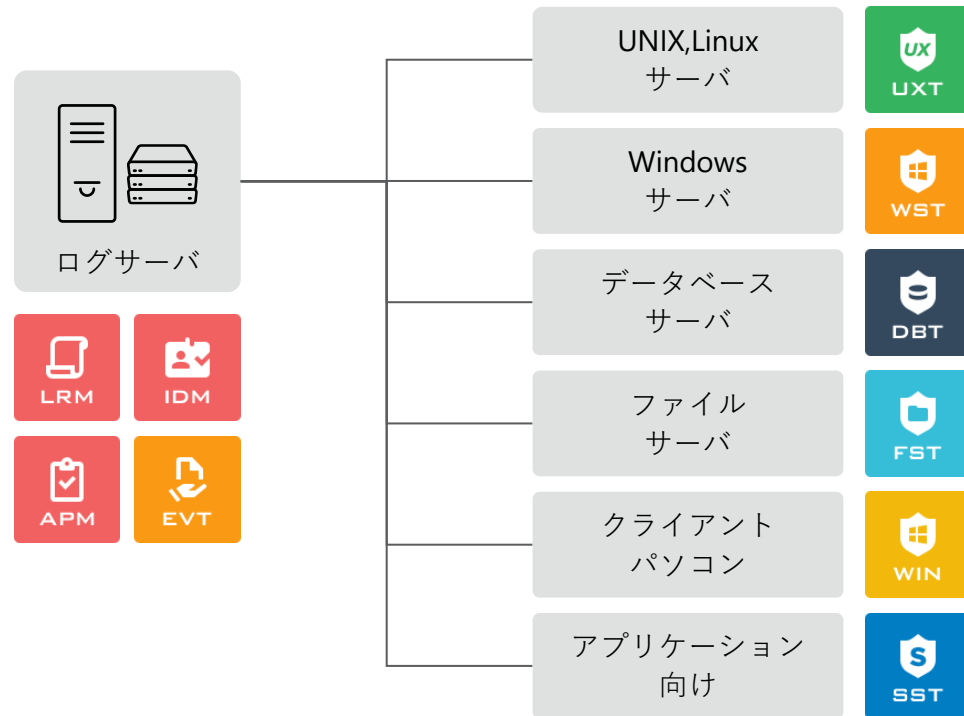 ログサーバ
LRM
IDM
APM
EVT
UNIX,Linux
サーバ
UX
UXT
Windows
サーバ
WST
データベース
サーバ
DBT
ファイル
サーバ
FST
クライアント
パソコン
WIN
アプリケーション
向け
S
SST